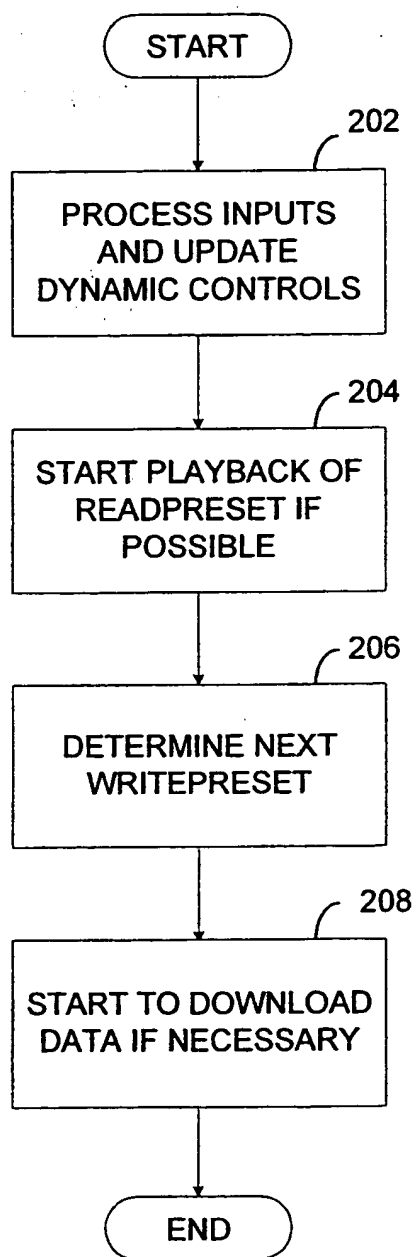 START
202
PROCESS INPUTS
AND UPDATE
DYNAMIC CONTROLS
204
START PLAYBACK OF
READPRESET IF
POSSIBLE
206
DETERMINE NEXT
WRITEPRESET
208
START TO DOWNLOAD
DATA IF NECESSARY
END